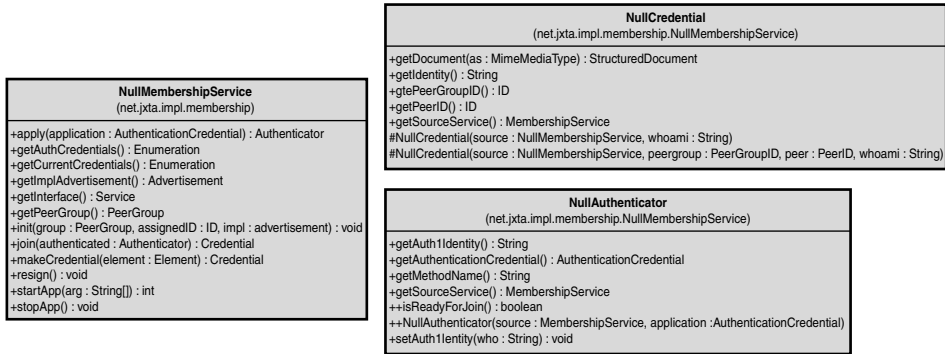 NullMembershipService
(net.jxta.impl.membership)
+apply(application : AuthenticationCredential) : Authenticator
+getAuthCredentials() : Enumeration
+getCurrentCredentials() : Enumeration
+getImplAdvertisement() : Advertisement
+getInterface() : Service
+getPeerGroup() : PeerGroup
+init(group : PeerGroup, assignedID : ID, impl : advertisement) : void
+join(authenticated : Authenticator) : Credential
+makeCredential(element : Element) : Credential
+resign() : void
+startApp(arg : String[]) : int
+stopApp() : void
NullCredential
(net.jxta.impl.membership.NullMembershipService)
+getDocument(as : MimeMediaType) : StructuredDocument
+getIdentity() : String
+gtePeerGroupID() : ID
+getPeerID() : ID
+getSourceService() : MembershipService
#NullCredential(source : NullMembershipService, whoami : String)
#NullCredential(source : NullMembershipService, peergroup : PeerGroupID, peer : PeerID, whoami : String)
NullAuthenticator
(net.jxta.impl.membership.NullMembershipService)
+getAuth1Identity() : String
+getAuthenticationCredential() : AuthenticationCredential
+getMethodName() : String
+getSourceService() : MembershipService
++isReadyForJoin() : boolean
++NullAuthenticator(source : MembershipService, application :AuthenticationCredential)
+setAuth1Ientity(who : String) : void